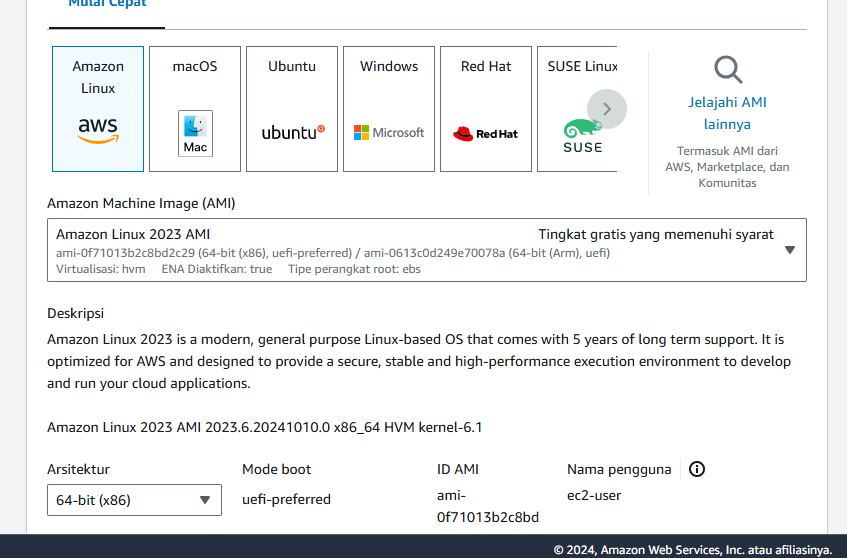 Mulai Cepat
Amazon Linux
aws
macOS
Mac
Ubuntu
ubuntu
Windows
Microsoft
Red Hat
Red Hat
SUSE Linux
SUSE
Jelajahi AMI
lainnya
Termasuk AMI dari
AWS, Marketplace, dan
Komunitas
Amazon Machine Image (AMI)
Amazon Linux 2023 AMI Tingkat gratis yang memenuhi syarat
ami-0f71013b2c8bd2c29 (64-bit (x86), uefi-preferred) / ami-0613c0d249e70078a (64-bit (Arm), uefi)
Virtualisasi: hvm ENA Diaktifkan: true Tipe perangkat root: ebs
Deskripsi
Amazon Linux 2023 is a modern, general purpose Linux-based OS that comes with 5 years of long term support. It is
optimized for AWS and designed to provide a secure, stable and high-performance execution environment to develop
and run your cloud applications.
Amazon Linux 2023 AMI 2023.6.20241010.0 x86_64 HVM kernel-6.1
Arsitektur Mode boot ID AMI Nama pengguna
64-bit (x86) uefi-preferred ami- ec2-user
0f71013b2c8bd
© 2024, Amazon Web Services, Inc. atau afiliasinya.